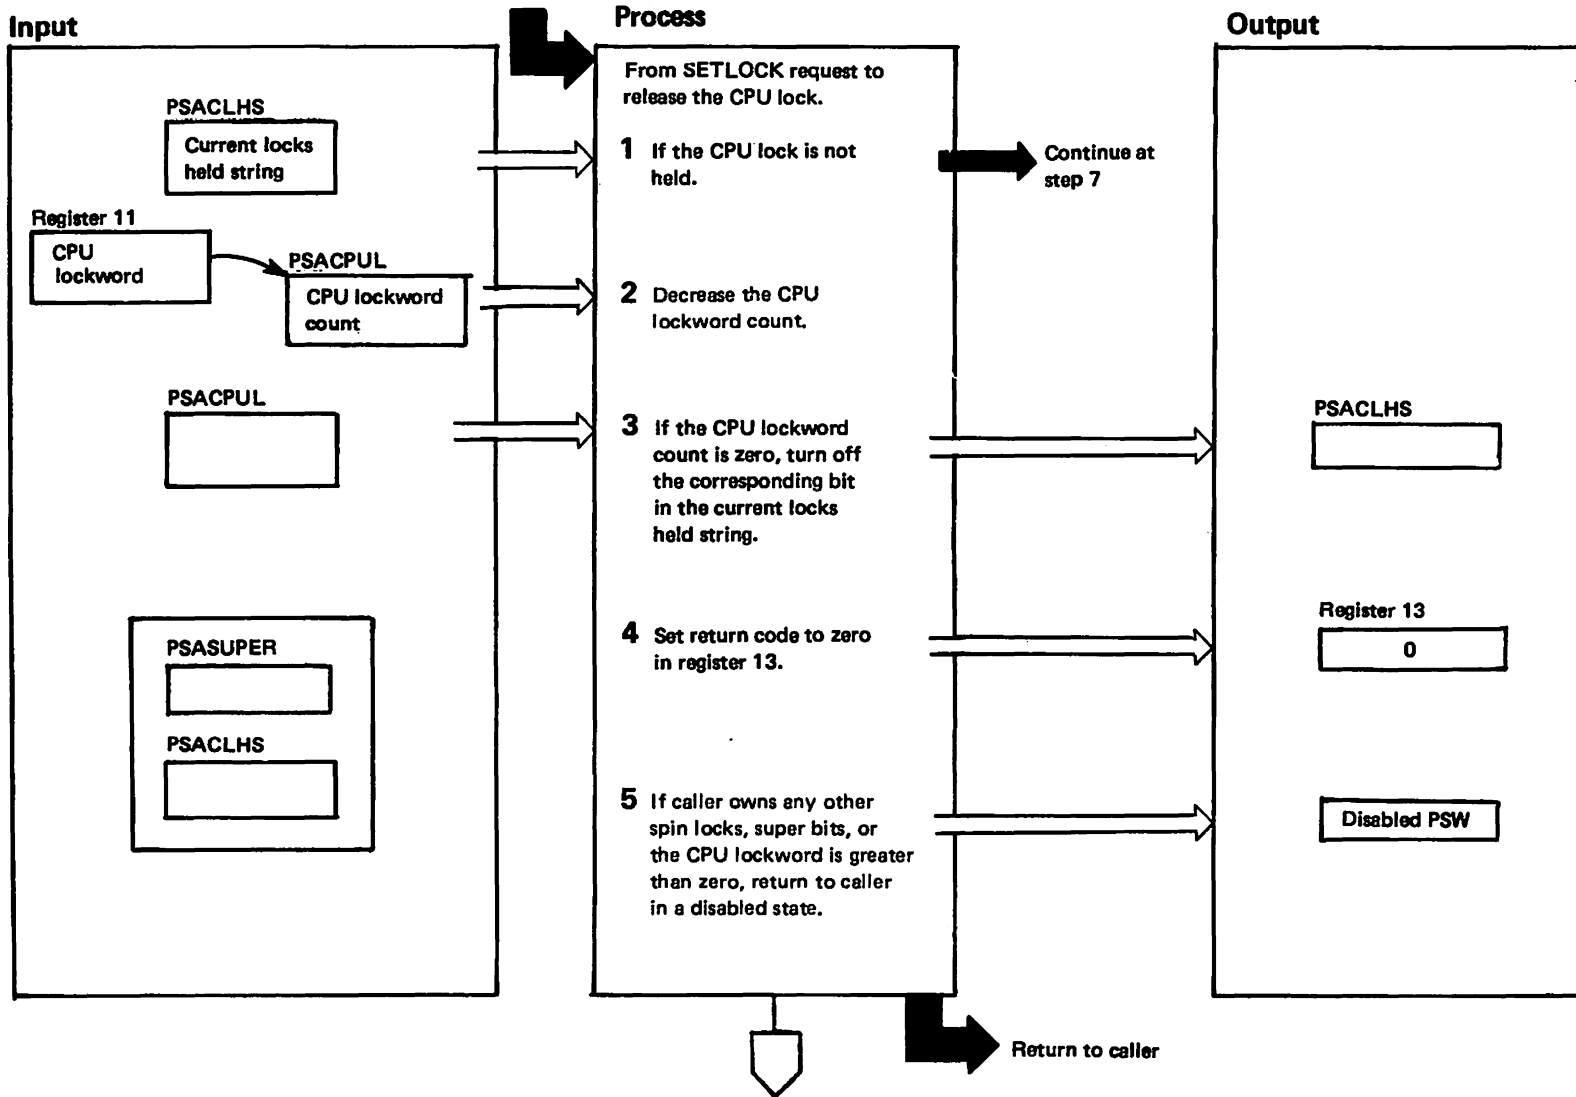 Input
Process
Output
PSACLHS
Current locks
held string
Register 11
CPU
lockword
PSACPUL
CPU lockword
count
PSACPUL
PSASUPER
PSACLHS
From SETLOCK request to
release the CPU lock.
1 If the CPU lock is not
held.
Continue at
step 7
2 Decrease the CPU
lockword count.
3 If the CPU lockword
count is zero, turn off
the corresponding bit
in the current locks
held string.
4 Set return code to zero
in register 13.
5 If caller owns any other
spin locks, super bits, or
the CPU lockword is greater
than zero, return to caller
in a disabled state.
Return to caller
PSACLHS
Register 13
0
Disabled PSW